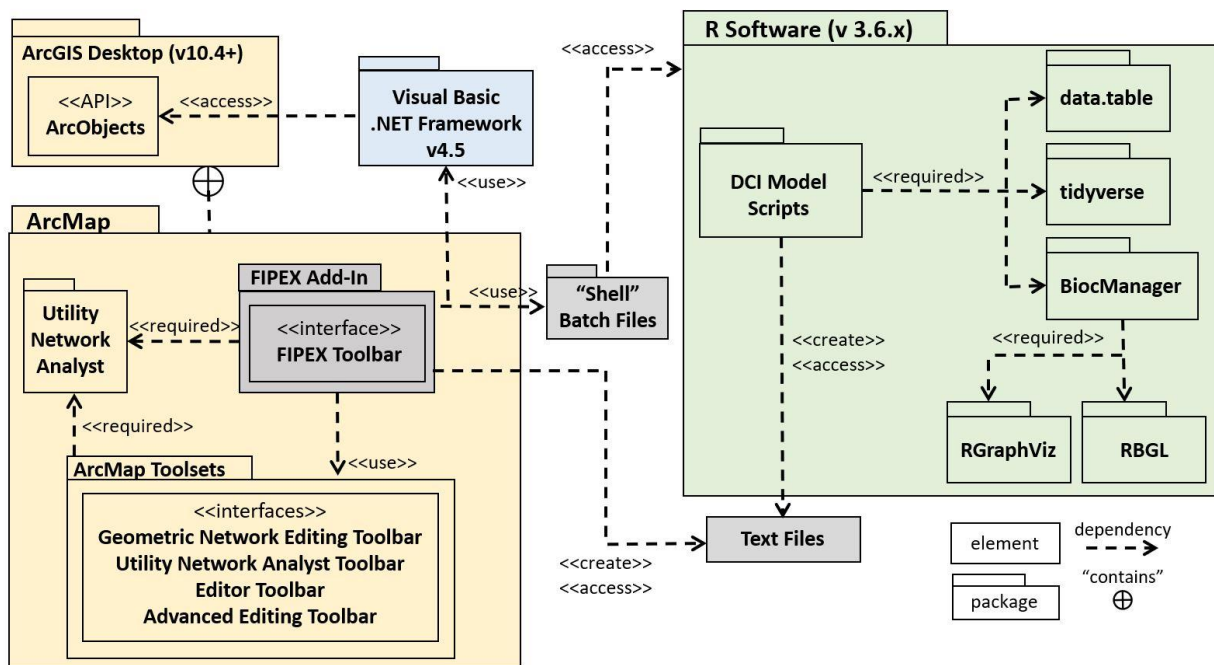 ArcGIS Desktop (v10.4+)
<<API>>
ArcObjects
<<access>>
Visual Basic
.NET Framework
v4.5
<<use>>
<<access>>
R Software (v 3.6.x)
DCI Model
Scripts
<<required>>
data.table
tidyverse
BiocManager
<<required>>
RGraphViz
RBGL
<<create>>
<<access>>
ArcMap
Utility
Network
Analyst
<<required>>
FIPEX Add-In
<<interface>>
FIPEX Toolbar
<<use>>
“Shell”
Batch Files
<<required>>
<<use>>
ArcMap Toolsets
<<interfaces>>
Geometric Network Editing Toolbar
Utility Network Analyst Toolbar
Editor Toolbar
Advanced Editing Toolbar
<<create>>
<<access>>
Text Files
element
package
dependency
“contains”